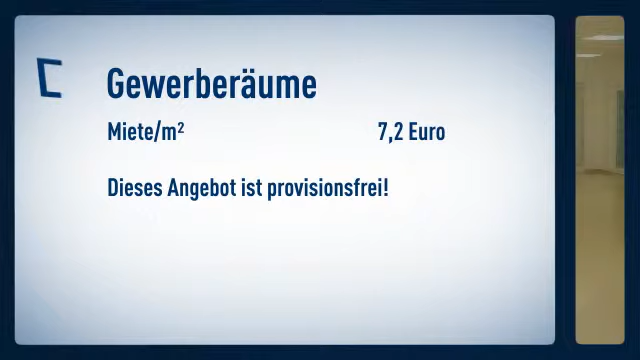 Gewerberäume
Miete/m² 7,2 Euro
Dieses Angebot ist provisionsfrei!